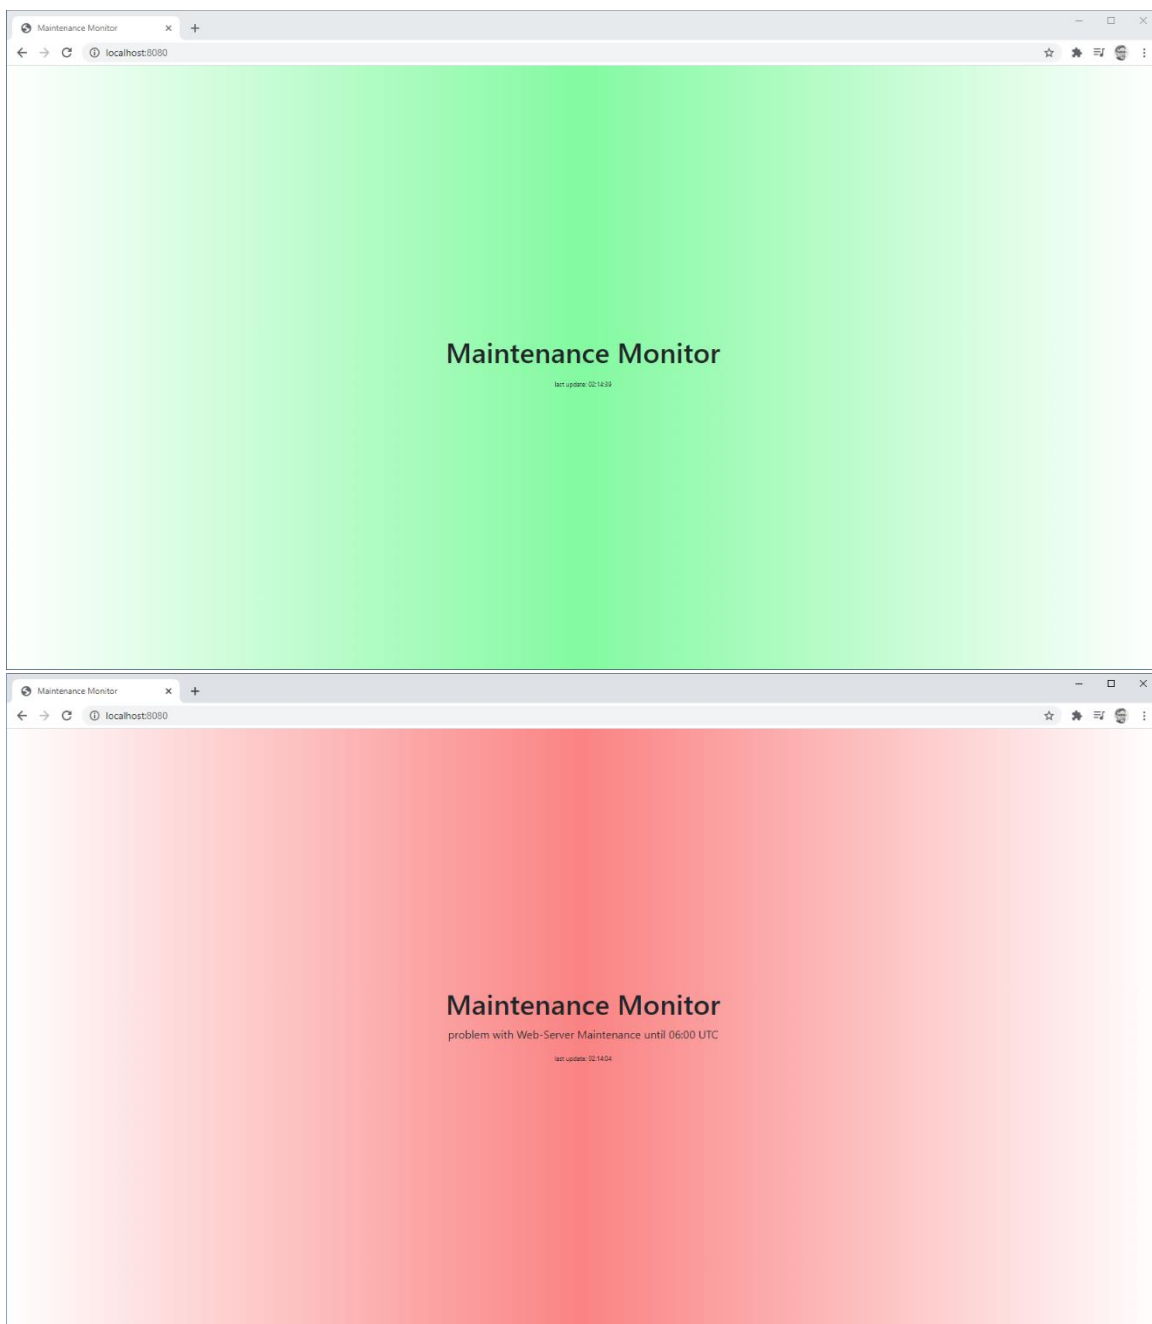 Maintenance Monitor
localhost:8080
Maintenance Monitor
last update: 02:14:39
Maintenance Monitor
localhost:8080
Maintenance Monitor
problem with Web-Server Maintenance until 06:00 UTC
last update: 02:14:04